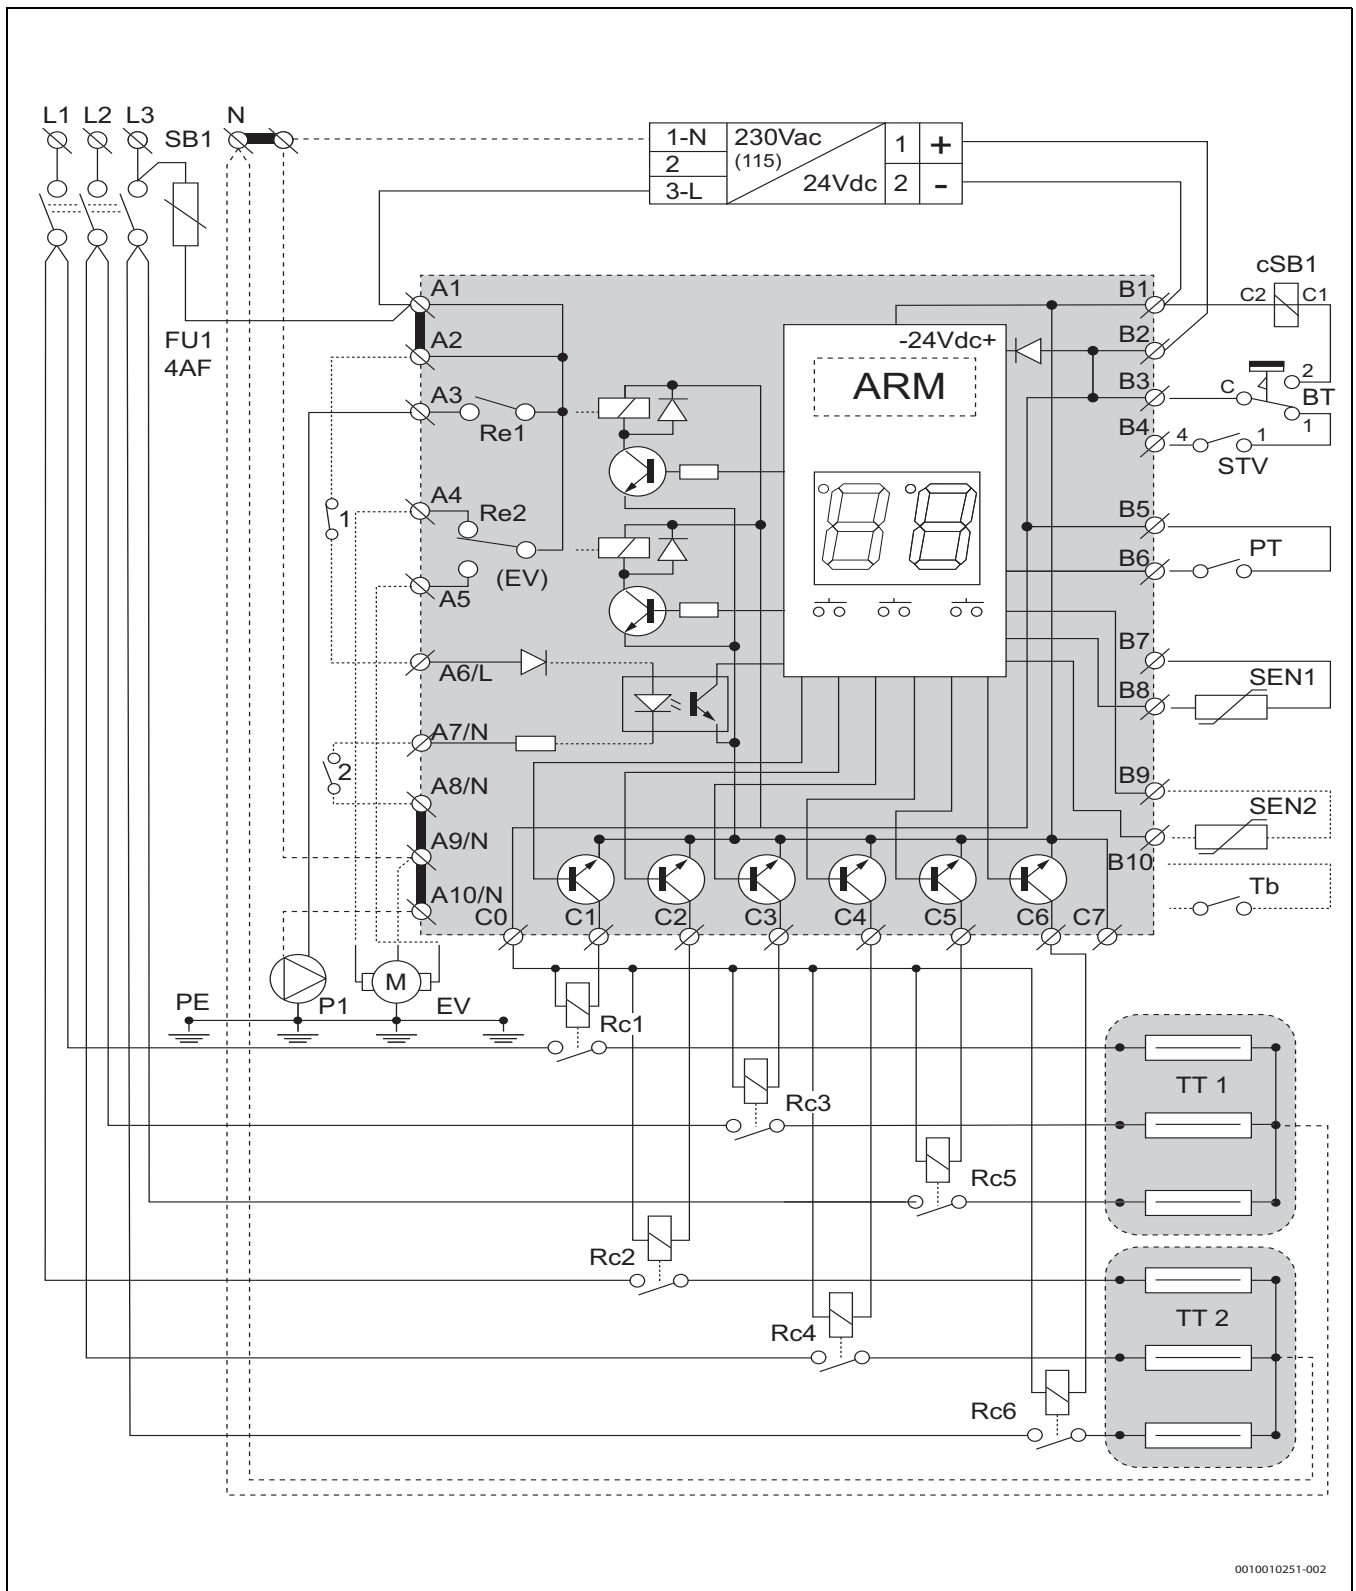 L1 L2 L3 SB1 N
1-N 230Vac 1 +
2 (115)
3-L 24Vdc 2 -
cSB1
C2 C1
A1 B1
FU1
4AF
A2 -24Vdc+ B2
ARM
A3 B3 C 2 BT
Re1 B4 4 1 1
STV
A4 Re2 B5
1 PT
(EV) B6
A5
A6/L B7
SEN1
B8
A7/N
2 A8/N B9
SEN2
A9/N B10
A10/N Tb
C0 C1 C2 C3 C4 C5 C6 C7
M
PE P1 EV
Rc1
TT 1
Rc3
Rc5
Rc2
TT 2
Rc4
Rc6
0010010251-002